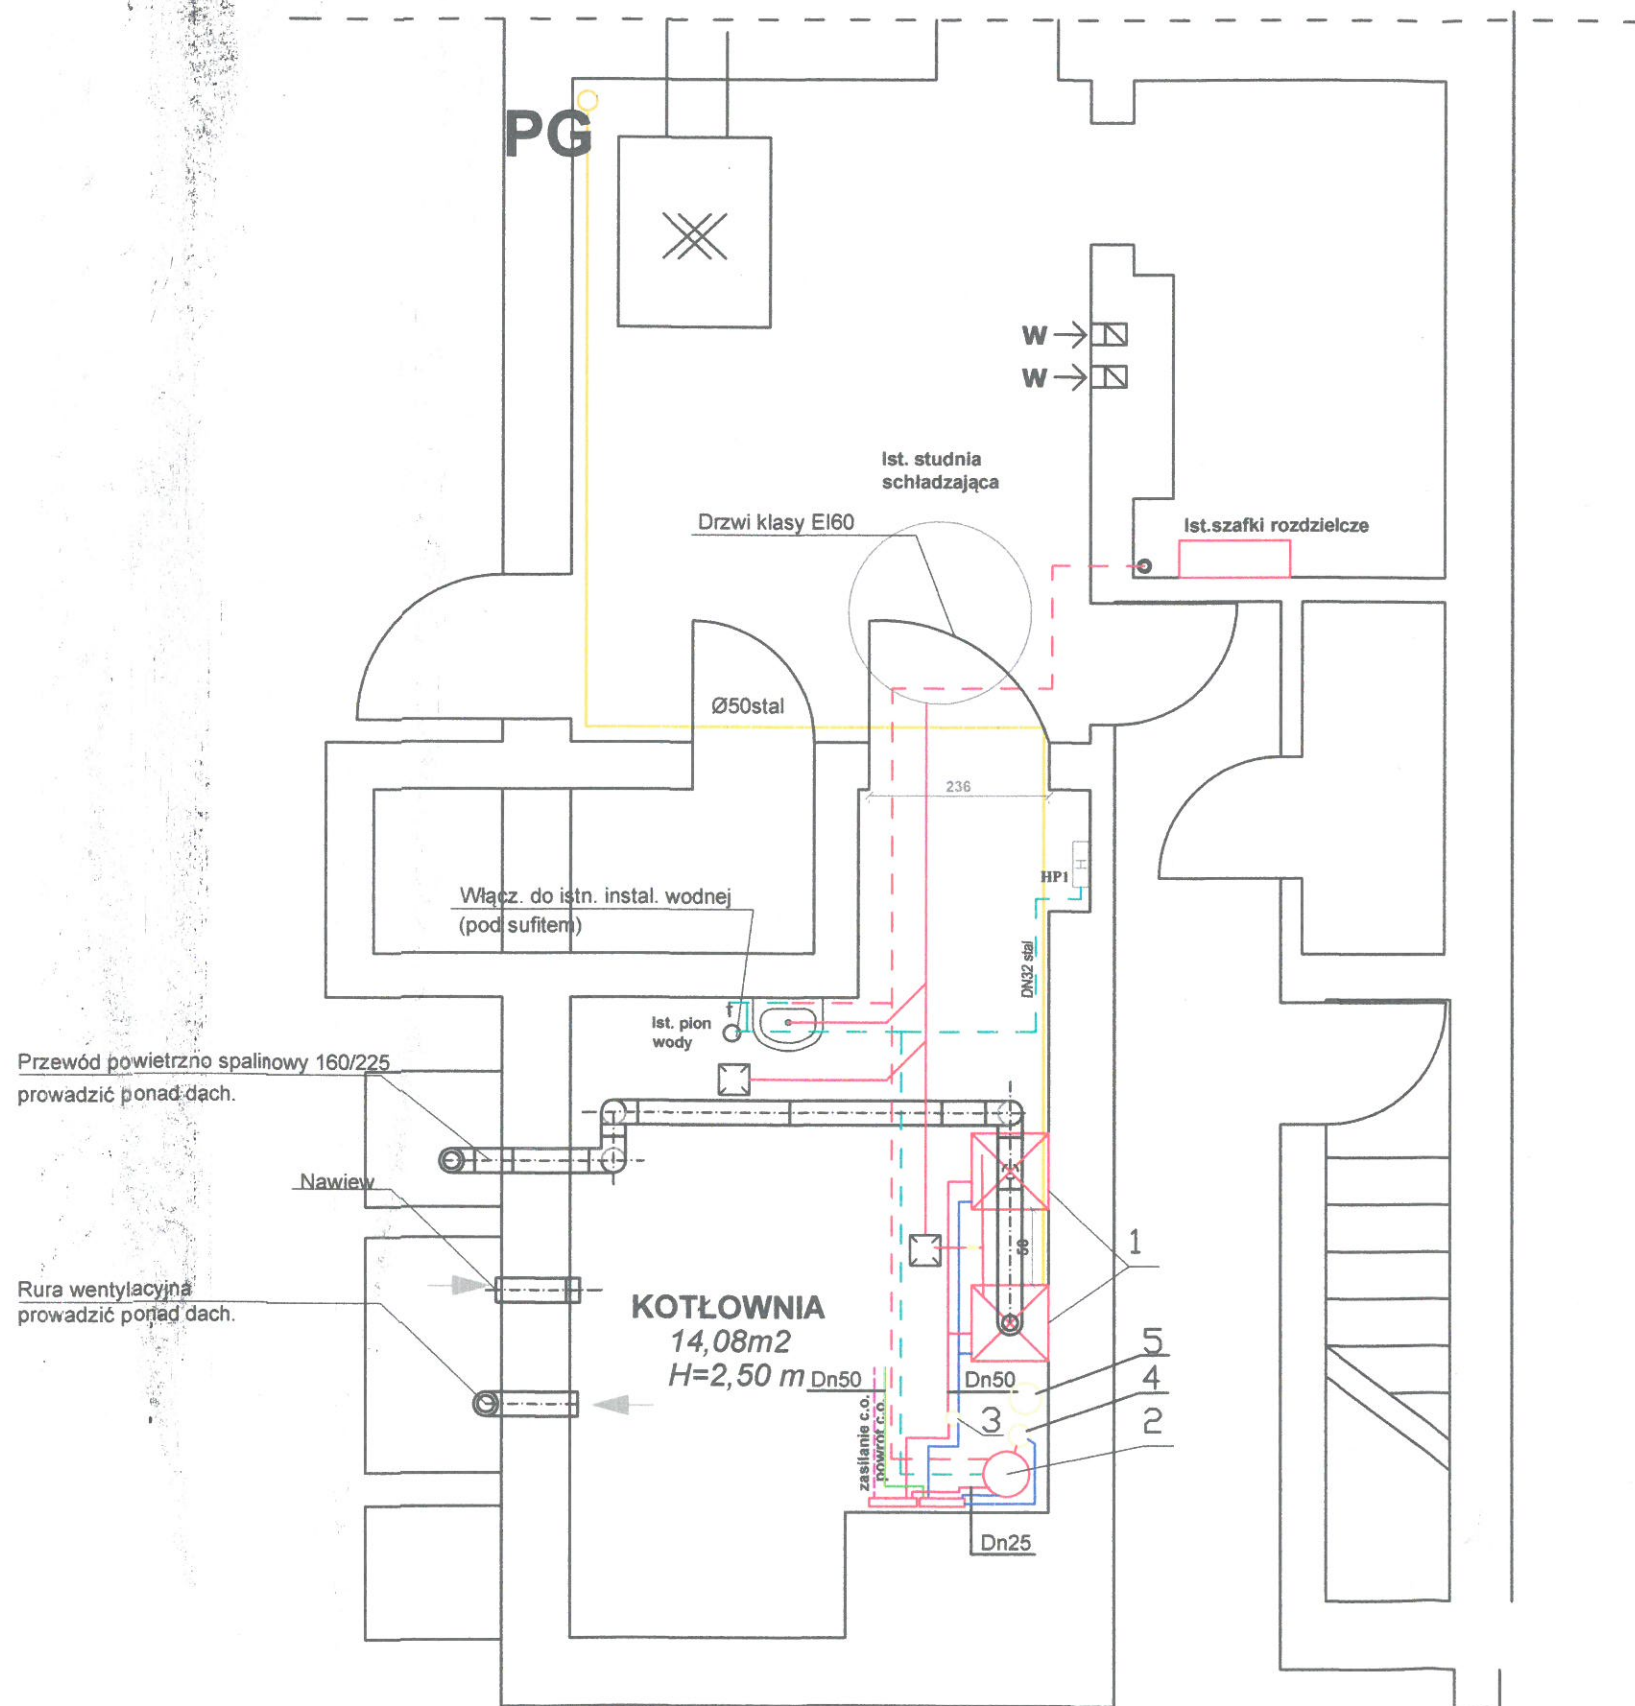 PG
W
W
Ist. studnia
schładzająca
Drzwi klasy EI60
Ist.szafki rozdzielcze
Ø50stal
236
HP1
H
Włącz. do istn. instal. wodnej
(pod sufitem)
DN32 stal
Ist. pion
wody
Przewód powietrzno spalinowy 160/225
prowadzić ponad dach.
Nawiew
Rura wentylacyjna
prowadzić ponad dach.
50
1
KOTŁOWNIA
14,08m2
H=2,50 m
Dn50
Dn50
5
4
3
2
zasilanie c.o.
powrót c.o.
Dn25